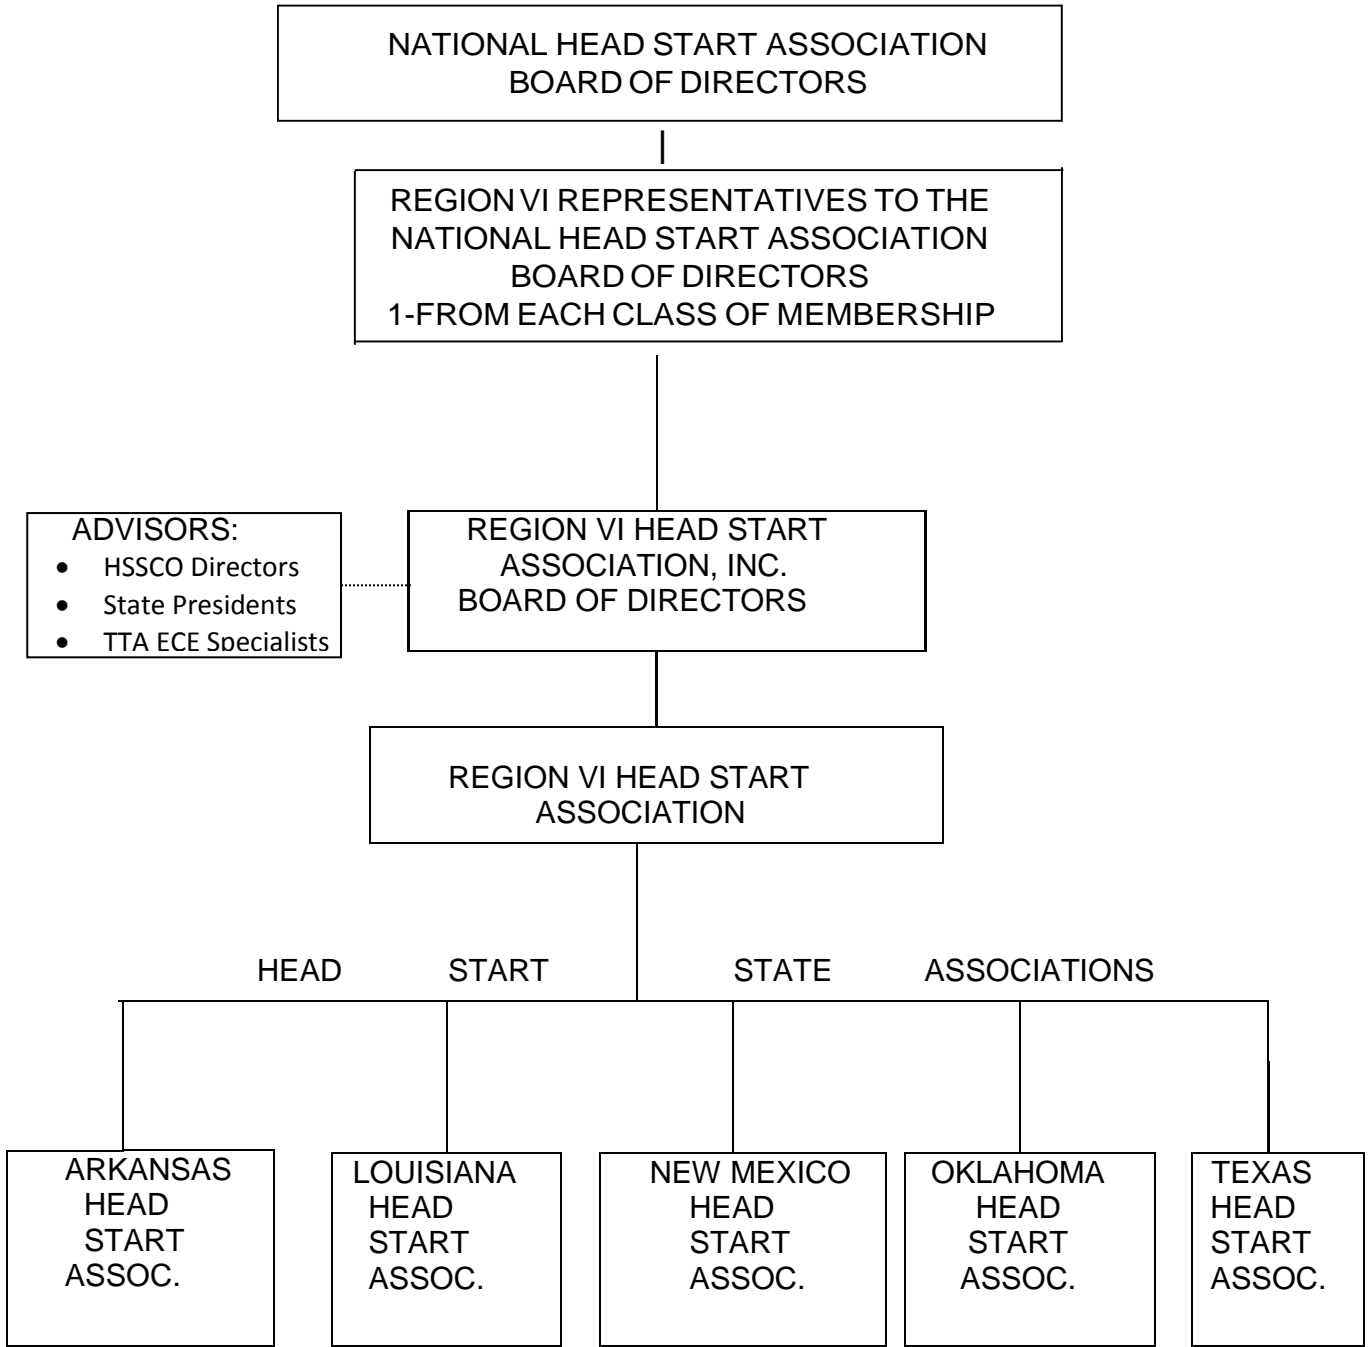 NATIONAL HEAD START ASSOCIATION
BOARD OF DIRECTORS
REGION VI REPRESENTATIVES TO THE
NATIONAL HEAD START ASSOCIATION
BOARD OF DIRECTORS
1-FROM EACH CLASS OF MEMBERSHIP
ADVISORS:
• HSSCO Directors
• State Presidents
• TTA ECE Specialists
REGION VI HEAD START
ASSOCIATION, INC.
BOARD OF DIRECTORS
REGION VI HEAD START
ASSOCIATION
HEAD START STATE ASSOCIATIONS
ARKANSAS
HEAD
START
ASSOC.
LOUISIANA
HEAD
START
ASSOC.
NEW MEXICO
HEAD
START
ASSOC.
OKLAHOMA
HEAD
START
ASSOC.
TEXAS
HEAD
START
ASSOC.